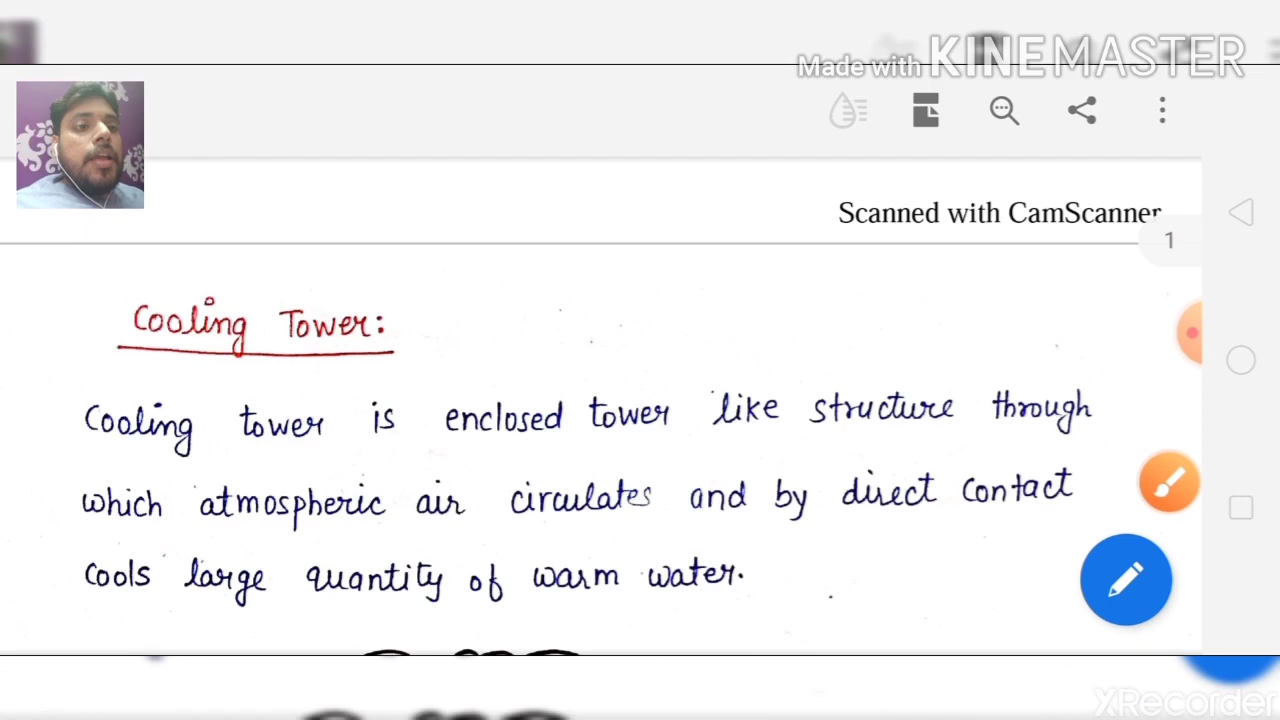 Made with KINEMASTER
Scanned with CamScanner
1
Cooling Tower:
Cooling tower is enclosed tower like structure through
which atmospheric air circulates and by direct contact
cools large quantity of warm water.
XRecorder